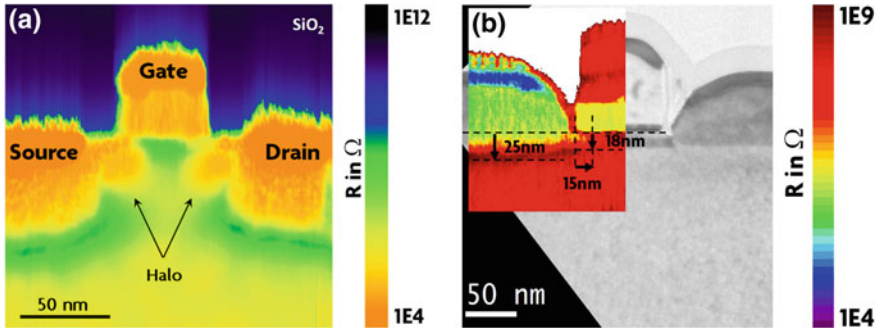 (a)
SiO₂
1E12
Gate
Source
Drain
R in Ω
Halo
50 nm
1E4
(b)
1E9
25nm
18nm
15nm
R in Ω
50 nm
1E4